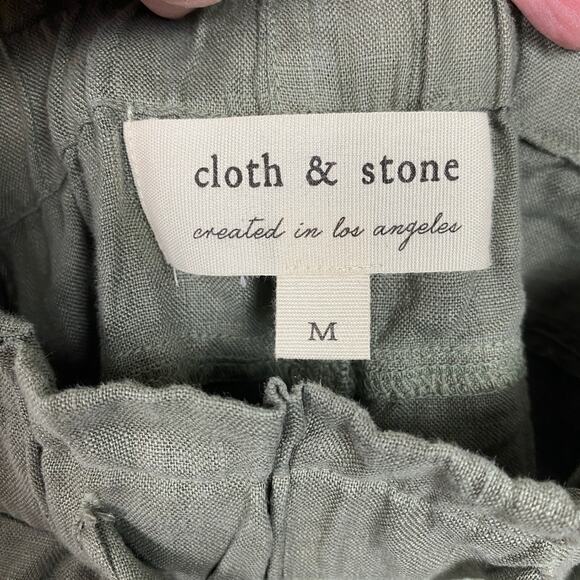 cloth & stone
created in los angeles
M